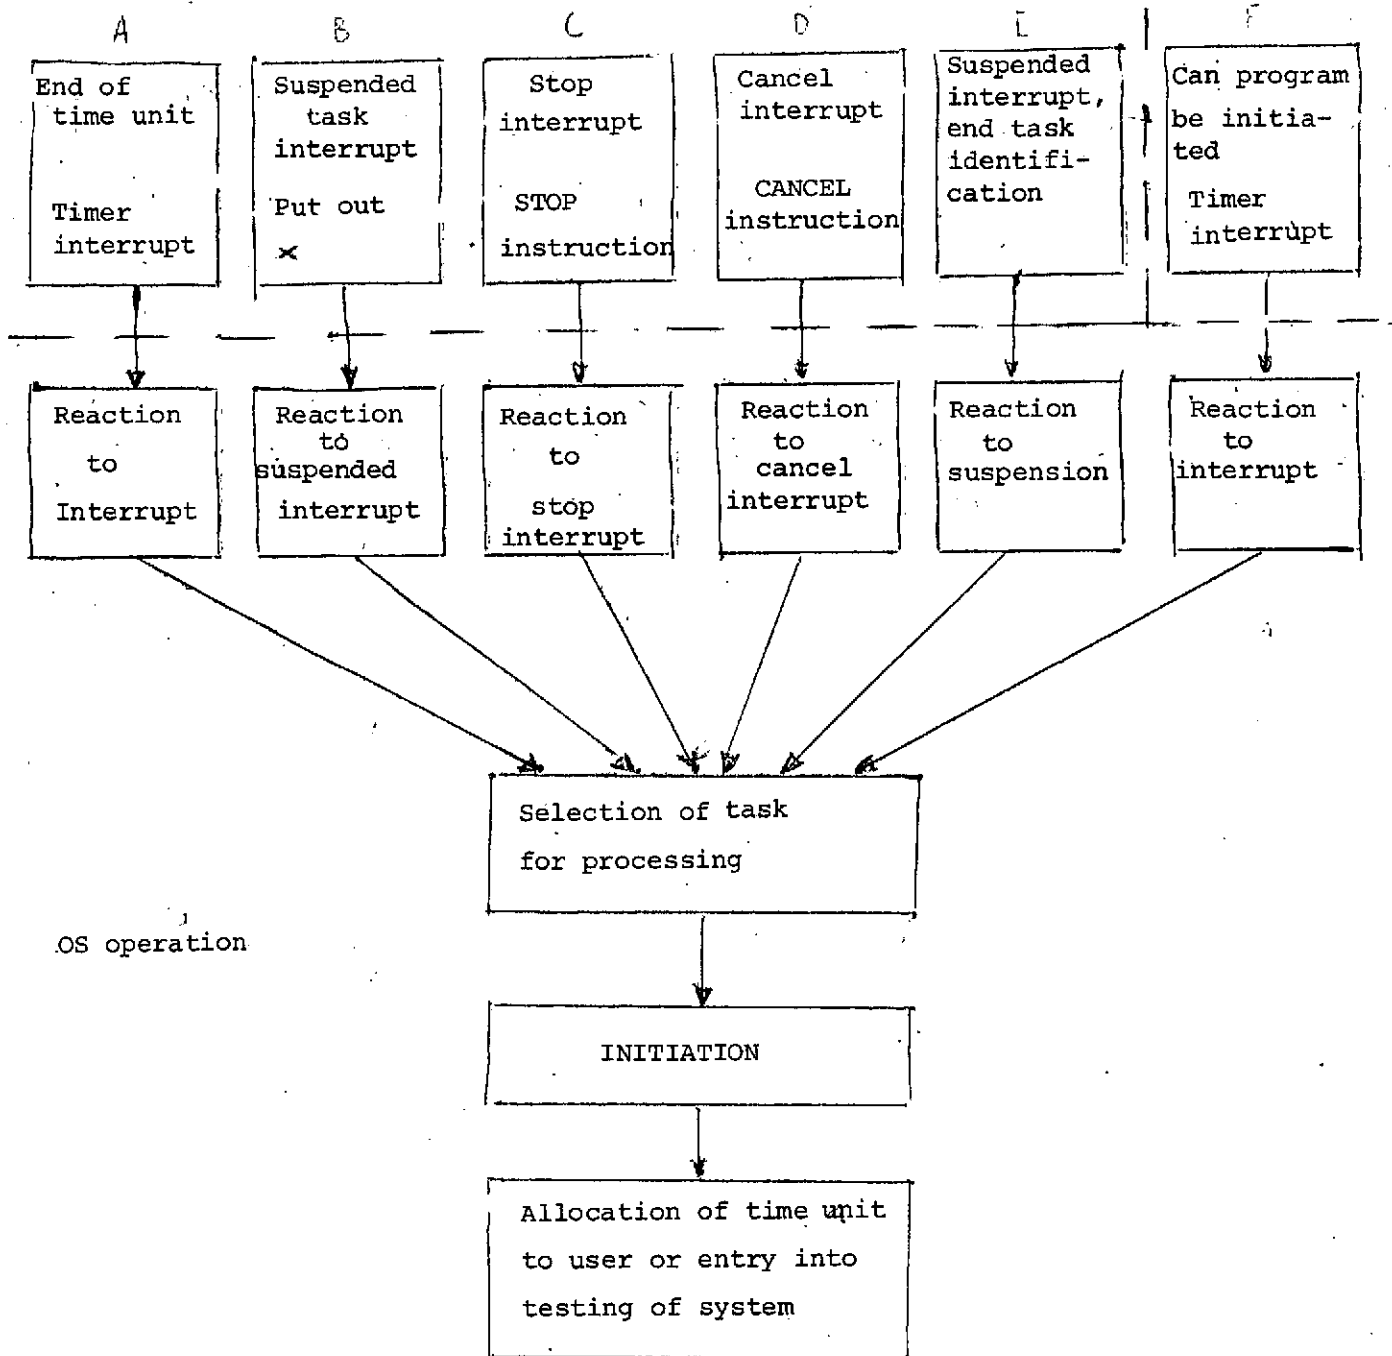 A
B
C
D
E
F
End of
time unit
Timer
interrupt
Suspended
task
interrupt
Put out
x
Stop
interrupt
STOP
instruction
Cancel
interrupt
CANCEL
instruction
Suspended
interrupt,
end task
identifi-
cation
Can program
be initia-
ted
Timer
interrupt
Reaction
to
Interrupt
Reaction
to
suspended
interrupt
Reaction
to
stop
interrupt
Reaction
to
cancel
interrupt
Reaction
to
suspension
Reaction
to
interrupt
Selection of task
for processing
OS operation
INITIATION
Allocation of time unit
to user or entry into
testing of system